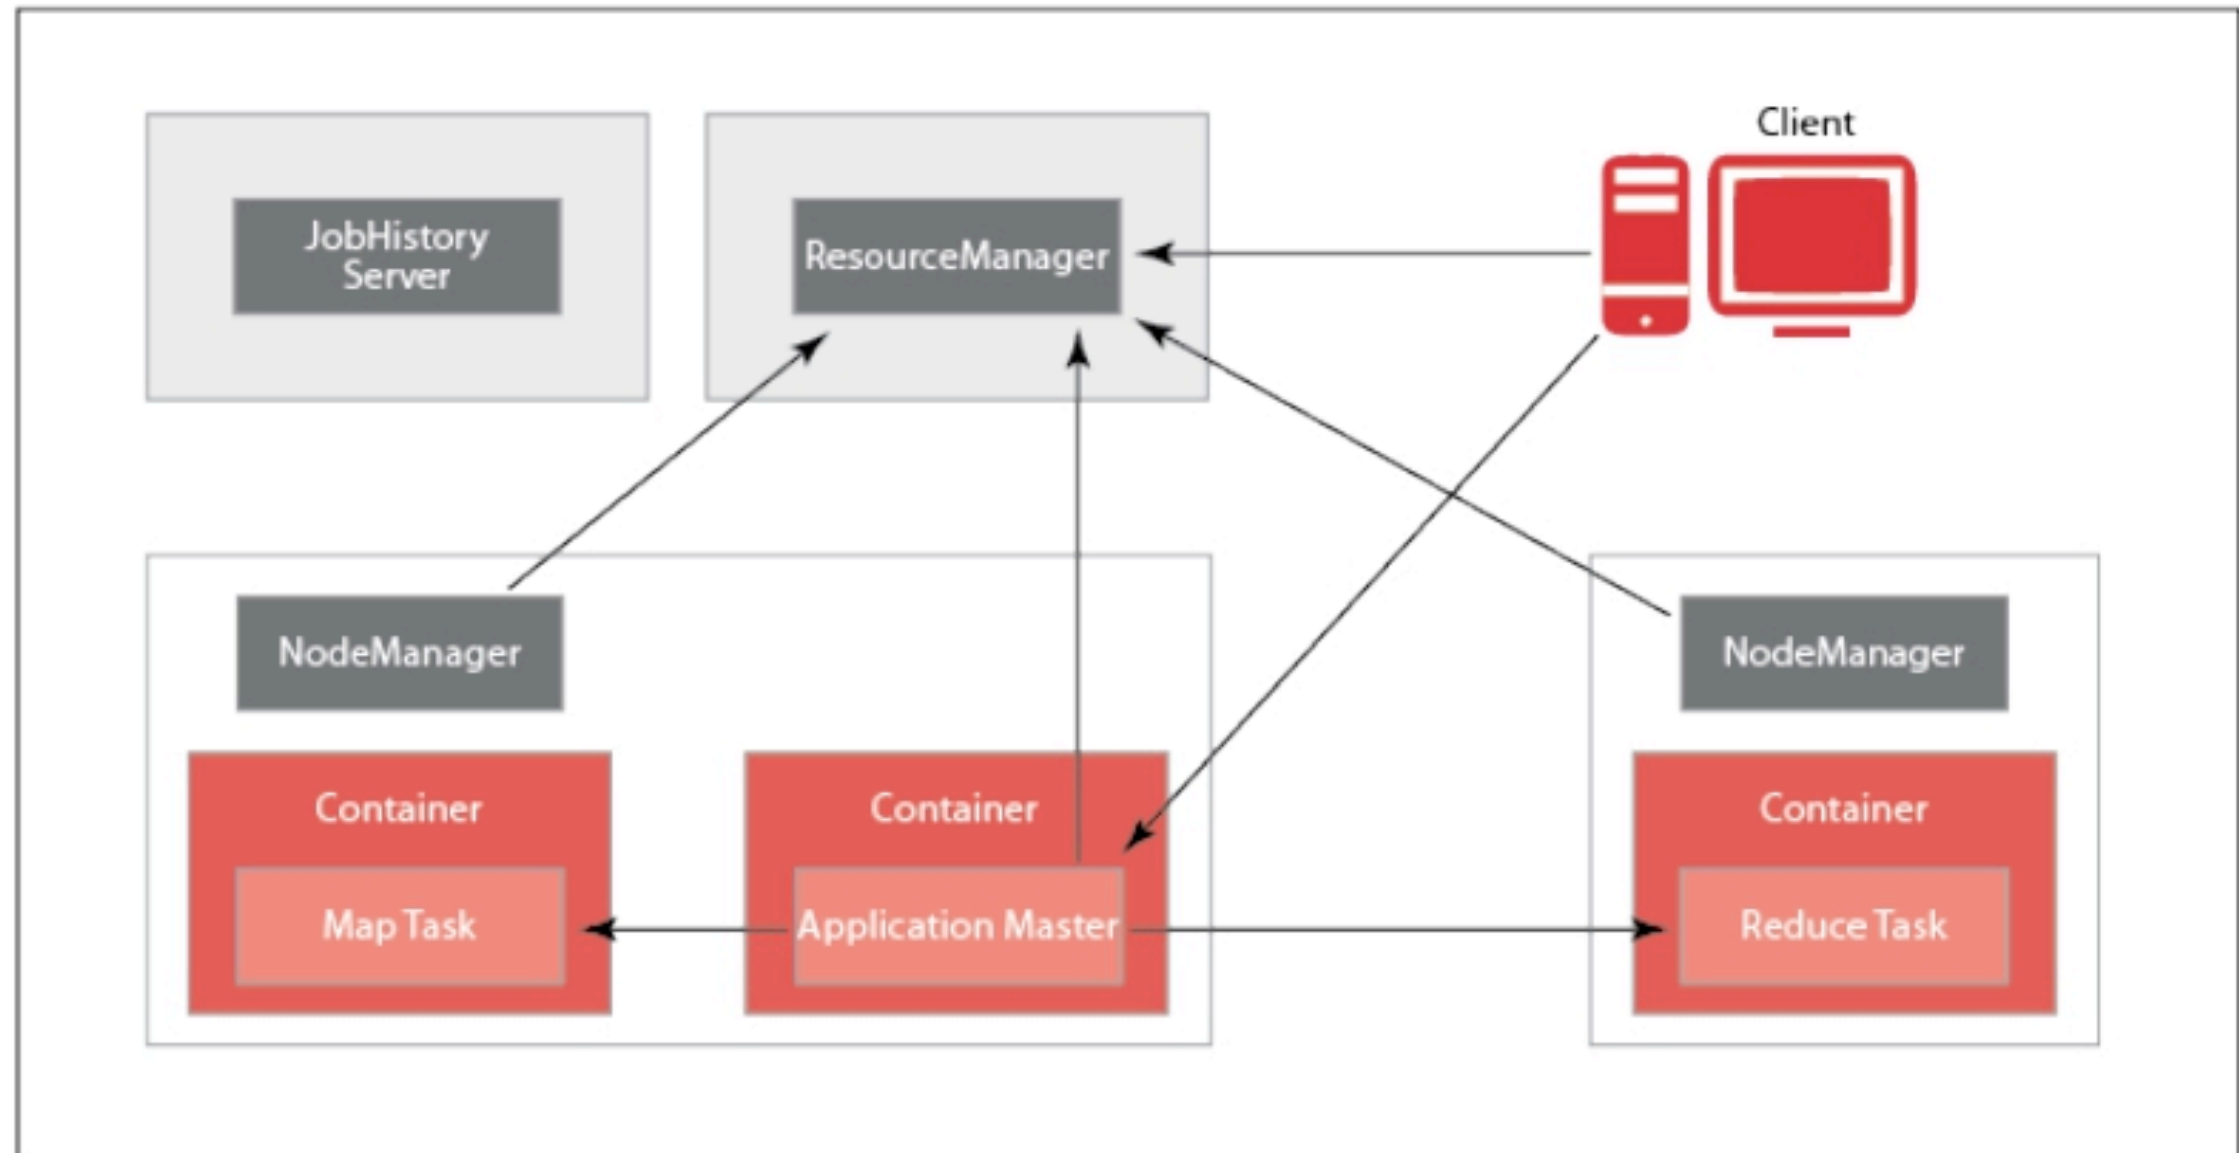 Client
JobHistory
Server
ResourceManager
NodeManager
NodeManager
Container
Container
Container
Map Task
Application Master
Reduce Task